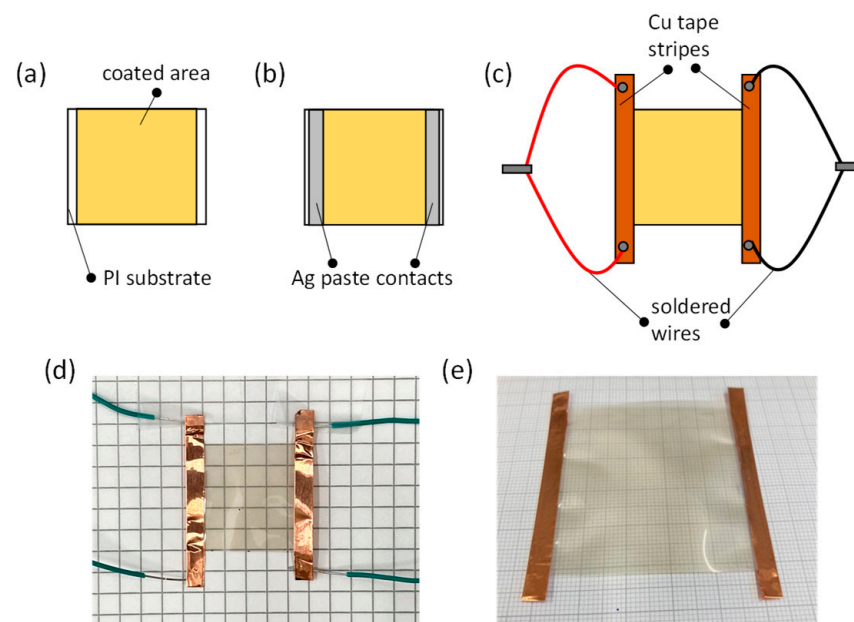 (a)
coated area
PI substrate
(b)
Ag paste contacts
(c)
Cu tape
stripes
soldered
wires
(d)
(e)